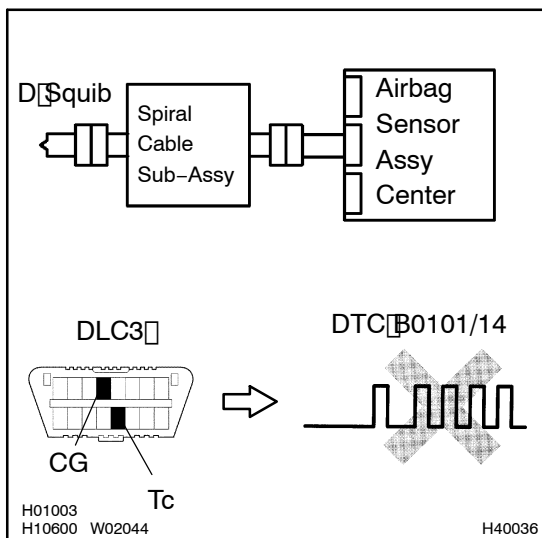 D▯Squib
Spiral
Cable
Sub−Assy
Airbag
Sensor
Assy
Center
DLC3▯
DTC▯B0101/14
CG
Tc
H01003
H10600 W02044
H40036